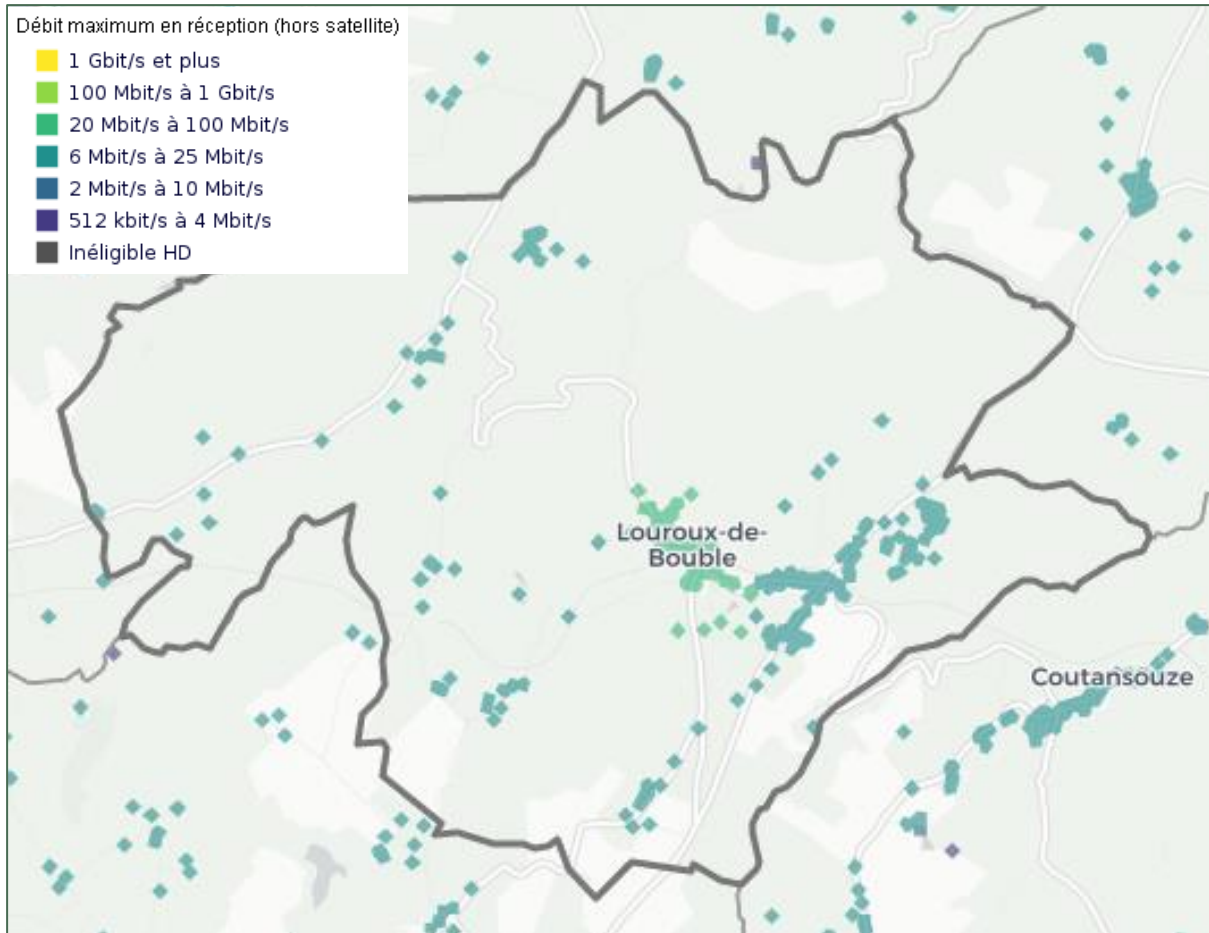 Débit maximum en réception (hors satellite)
1 Gbit/s et plus
100 Mbit/s à 1 Gbit/s
20 Mbit/s à 100 Mbit/s
6 Mbit/s à 25 Mbit/s
2 Mbit/s à 10 Mbit/s
512 kbit/s à 4 Mbit/s
Inéligible HD
Louroux-de-
Bouble
Coutansouze